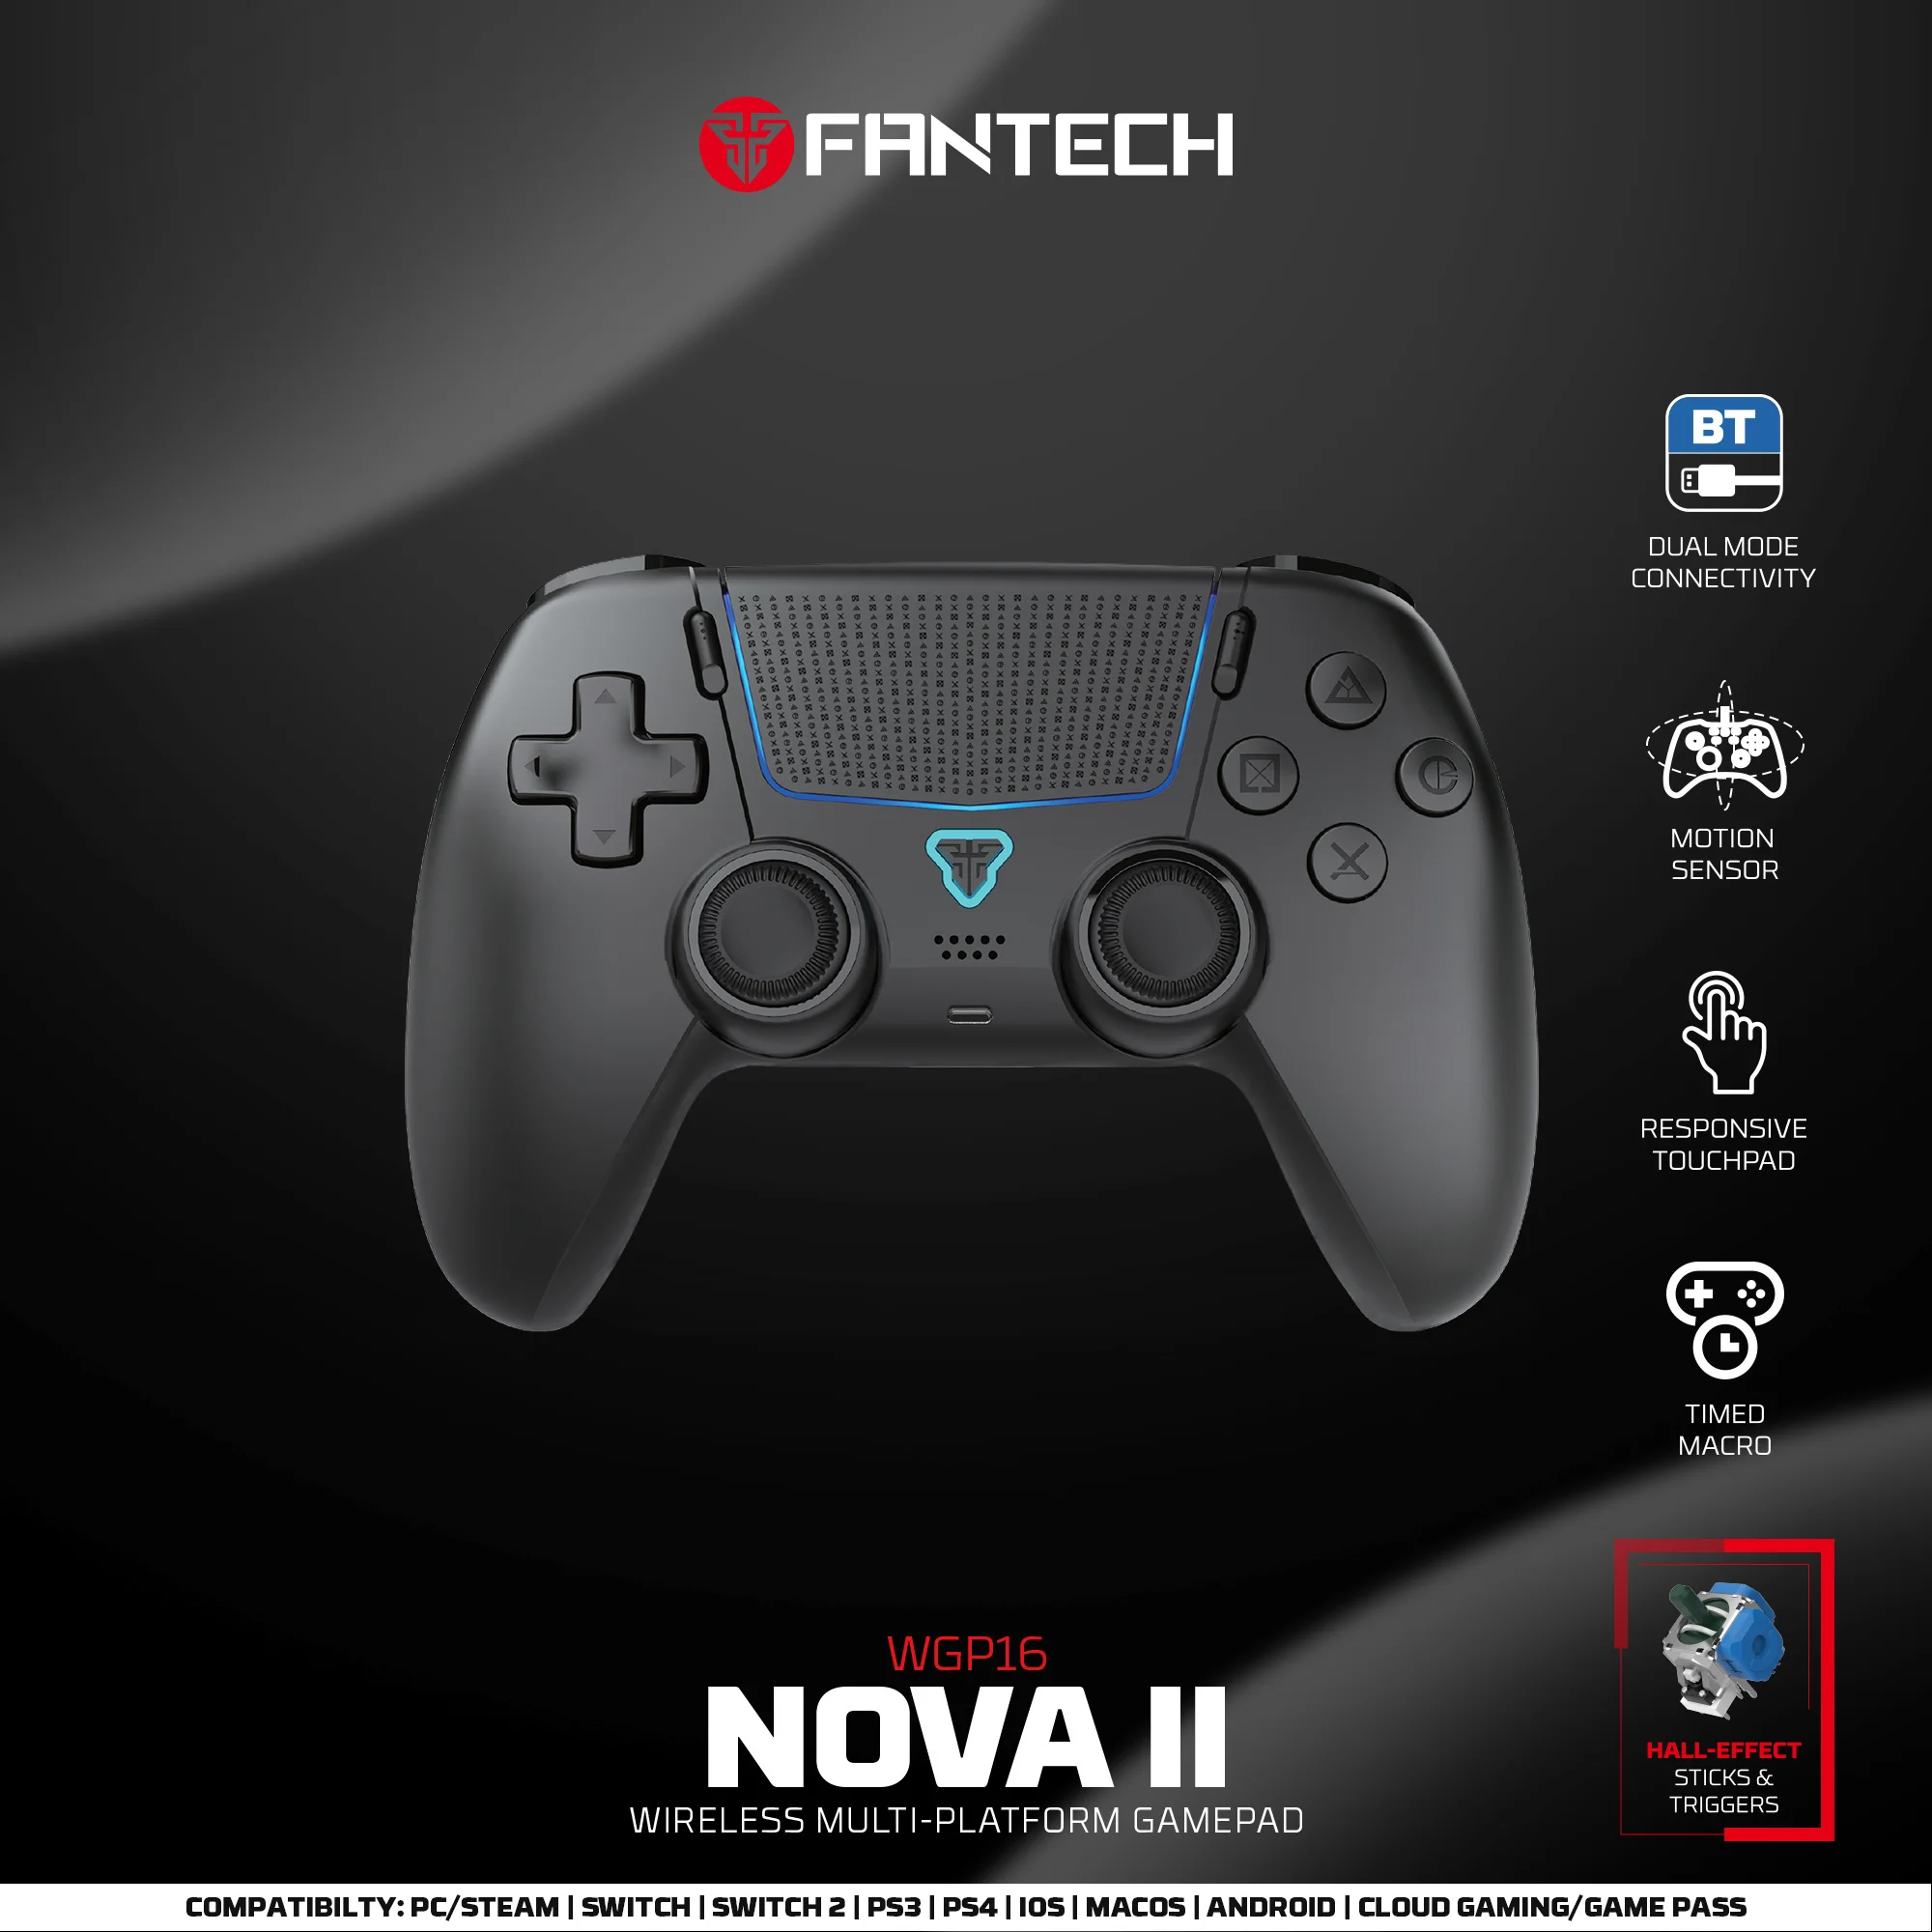 FANTECH
BT
DUAL MODE
CONNECTIVITY
MOTION
SENSOR
RESPONSIVE
TOUCHPAD
TIMED
MACRO
WGP16
NOVA II
WIRELESS MULTI-PLATFORM GAMEPAD
HALL-EFFECT
STICKS &
TRIGGERS
COMPATIBILTY: PC/STEAM | SWITCH | SWITCH 2 | PS3 | PS4 | IOS | MACOS | ANDROID | CLOUD GAMING/GAME PASS